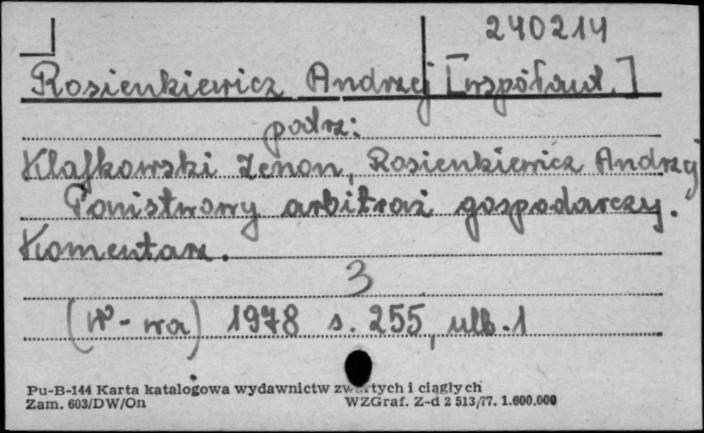 240214
Rosienkiewicz Andrzej [współaut.]
podrz:
Klafkowski Zenon, Rosienkiewicz Andrzej
Państwowy arbitraż gospodarczy.
Komentarz.
3
(W-wa) 1978 s. 255, ulb. 1
Pu-B-144 Karta katalogowa wydawnictw zwartych i ciągłych
Zam. 603/DW/On WZGraf. Z-d 2 513/77. 1.600.000